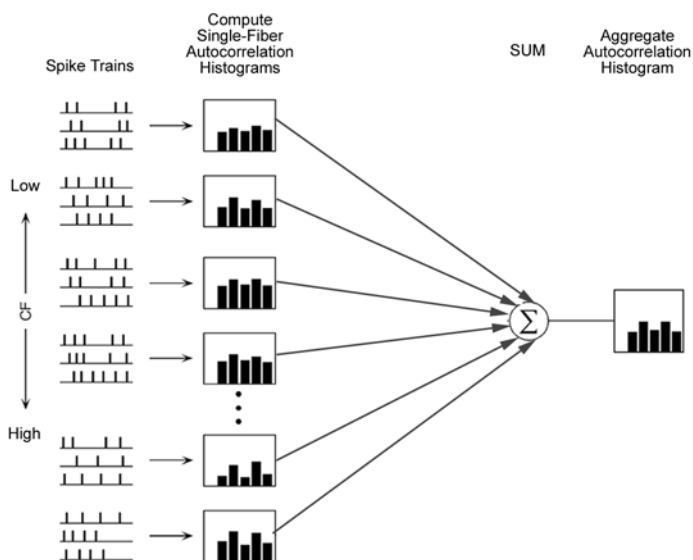 Compute
Single-Fiber
Autocorrelation
Histograms
Spike Trains
SUM
Aggregate
Autocorrelation
Histogram
Low
CF
High
Σ